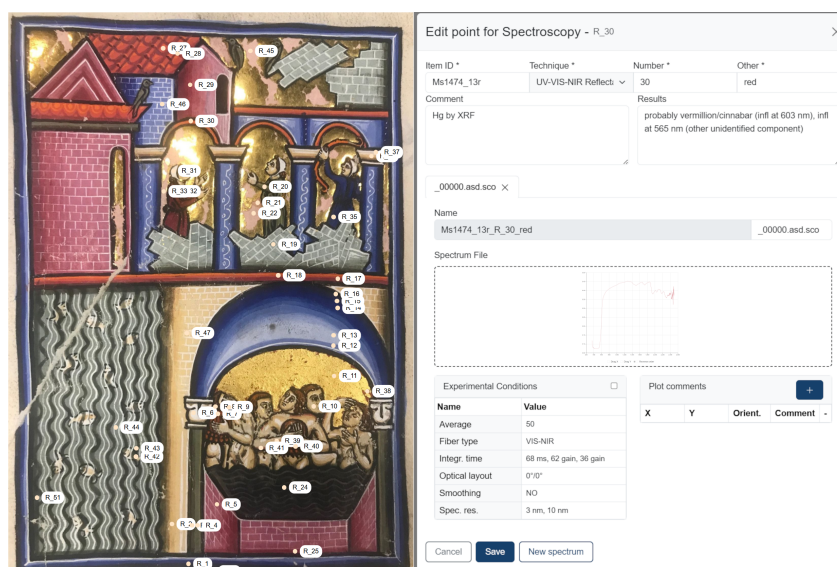 R_27
R_28
R_45
R_29
R_46
R_30
R_37
R_31
R_33
32
R_20
R_21
R_22
R_35
R_19
R_18
R_17
R_16
R_14
R_47
R_13
R_12
R_11
R_38
R_9
R_10
R_6
R_7
R_44
R_39
R_43
R_41
R_40
R_42
R_24
R_51
R_5
R_4
R_25
R_1
Edit point for Spectroscopy - R_30
Item ID * Technique * Number * Other *
Ms1474_13r UV-VIS-NIR Reflect 30 red
Comment Results
Hg by XRF probably vermillion/cinnabar (infl at 603 nm), infl
at 565 nm (other unidentified component)
_00000.asd.sco ×
Name
Ms1474_13r_R_30_red _00000.asd.sco
Spectrum File
Experimental Conditions Plot comments +
Name Value X Y Orient. Comment -
Average 50
Fiber type VIS-NIR
Integr. time 68 ms, 62 gain, 36 gain
Optical layout 0°/0°
Smoothing NO
Spec. res. 3 nm, 10 nm
Cancel Save New spectrum